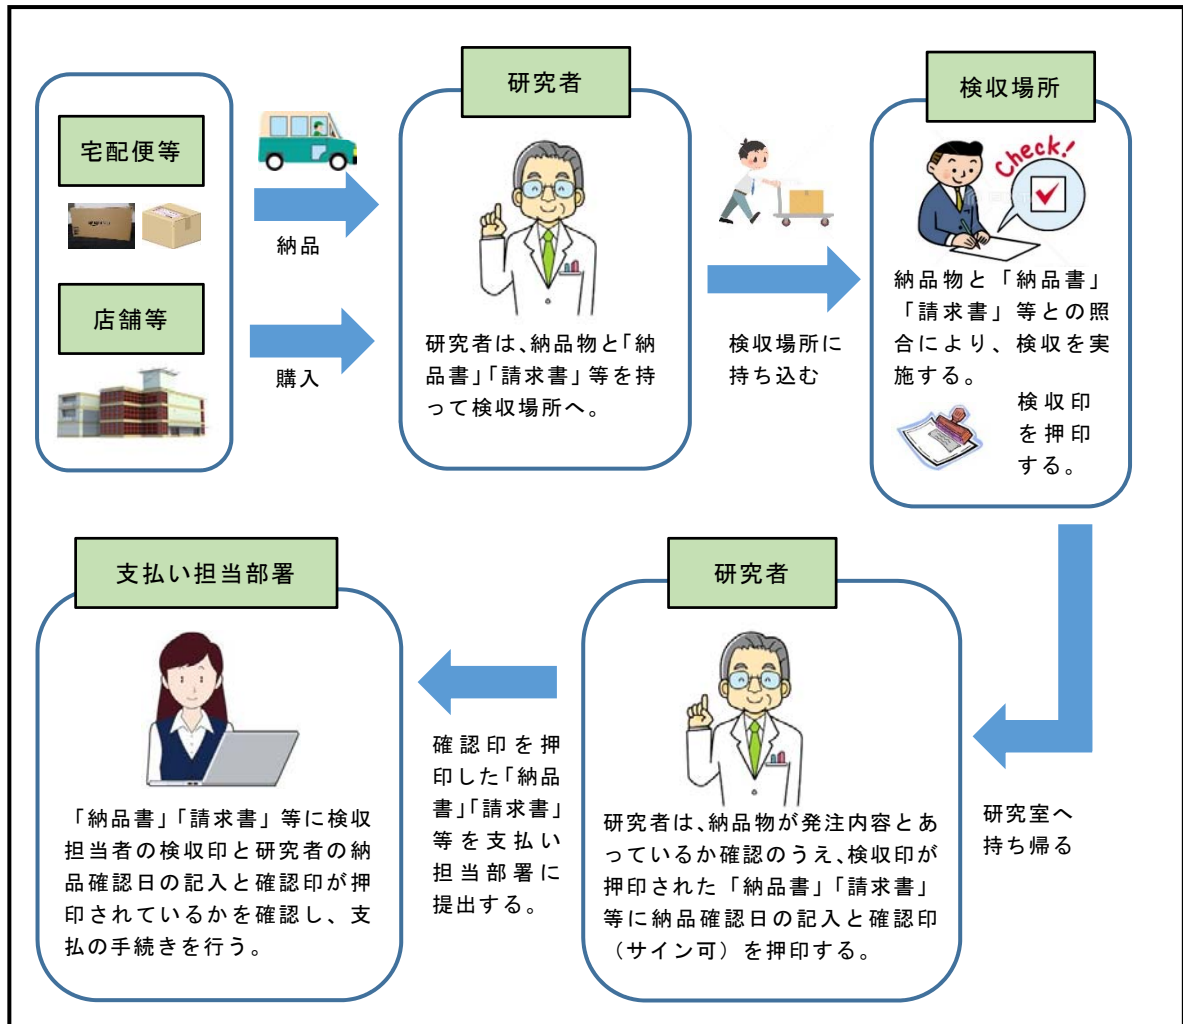 宅配便等
納品
店舗等
購入
研究者
研究者は、納品物と「納
品書」「請求書」等を持
って検収場所へ。
検収場所に
持ち込む
検収場所
Check!
納品物と「納品書」
「請求書」等との照
合により、検収を実
施する。
検収印
を押印
する。
研究室へ
持ち帰る
研究者
研究者は、納品物が発注内容とあ
っているか確認のうえ、検収印が
押印された「納品書」「請求書」
等に納品確認日の記入と確認印
（サイン可）を押印する。
確認印を押
印した「納品
書」「請求書」
等を支払い
担当部署に
提出する。
支払い担当部署
「納品書」「請求書」等に検収
担当者の検収印と研究者の納
品確認日の記入と確認印が押
印されているかを確認し、支
払の手続きを行う。